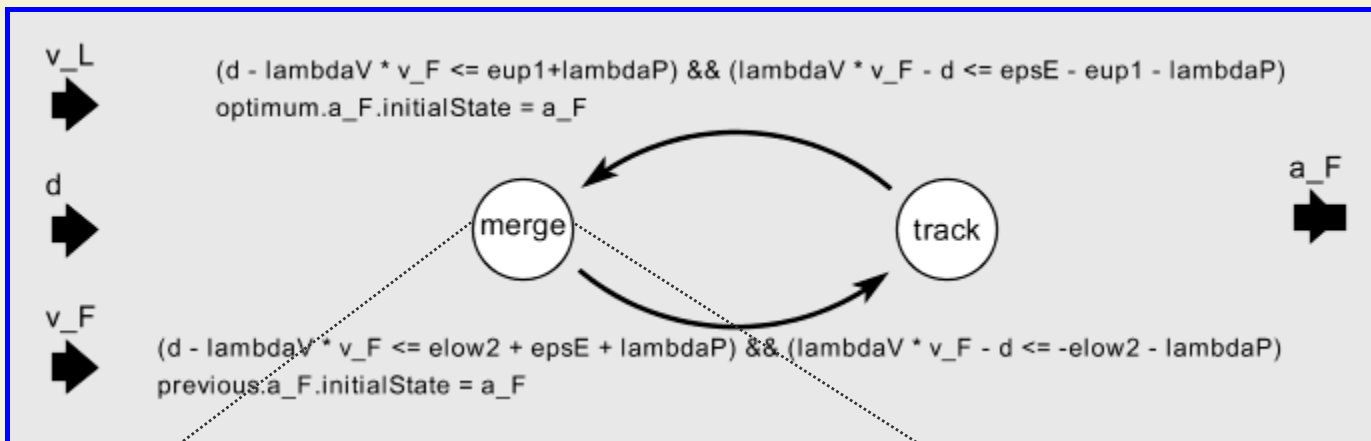 v_L
(d - lambdaV * v_F <= eup1+lambdaP) && (lambdaV * v_F - d <= epsE - eup1 - lambdaP)
optimum.a_F.initialState = a_F
d
a_F
merge
track
v_F
(d - lambdaV * v_F <= elow2 + epsE + lambdaP) && (lambdaV * v_F - d <= -elow2 - lambdaP)
previous.a_F.initialState = a_F